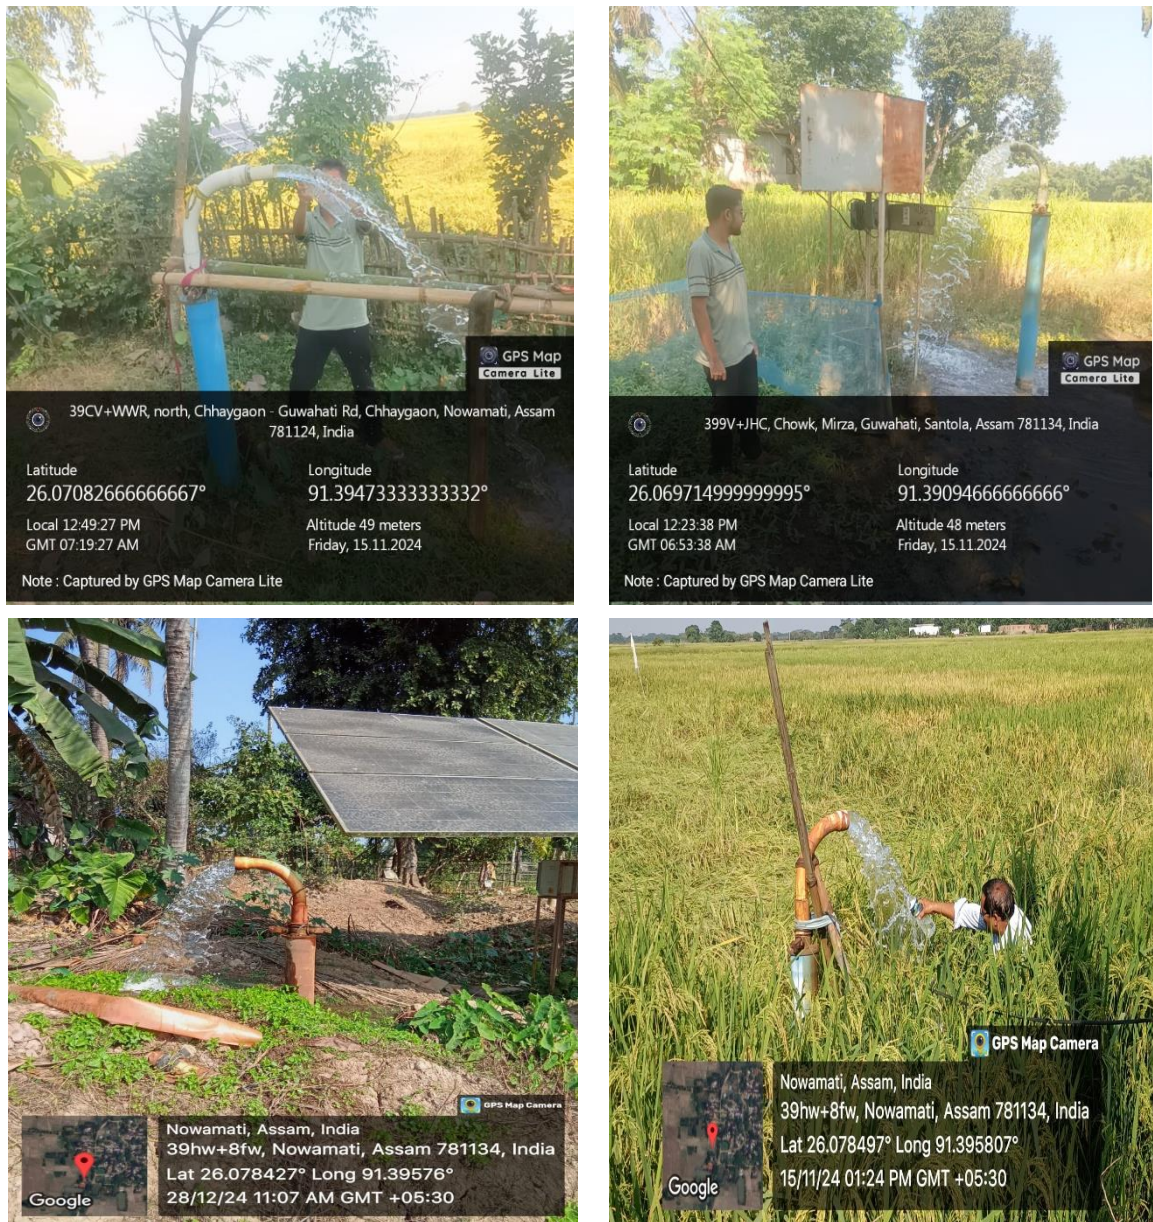 GPS Map
Camera Lite
39CV+WWR, north, Chhaygaon - Guwahati Rd, Chhaygaon, Nowamati, Assam
781124, India
Latitude
26.07082666666667°
Longitude
91.39473333333332°
Local 12:49:27 PM
GMT 07:19:27 AM
Altitude 49 meters
Friday, 15.11.2024
Note : Captured by GPS Map Camera Lite
GPS Map
Camera Lite
399V+JHC, Chowk, Mirza, Guwahati, Santola, Assam 781134, India
Latitude
26.069714999999995°
Longitude
91.39094666666666°
Local 12:23:38 PM
GMT 06:53:38 AM
Altitude 48 meters
Friday, 15.11.2024
Note : Captured by GPS Map Camera Lite
GPS Map Camera
Nowamati, Assam, India
39hw+8fw, Nowamati, Assam 781134, India
Lat 26.078427° Long 91.39576°
28/12/24 11:07 AM GMT +05:30
Google
GPS Map Camera
Nowamati, Assam, India
39hw+8fw, Nowamati, Assam 781134, India
Lat 26.078497° Long 91.395807°
15/11/24 01:24 PM GMT +05:30
Google